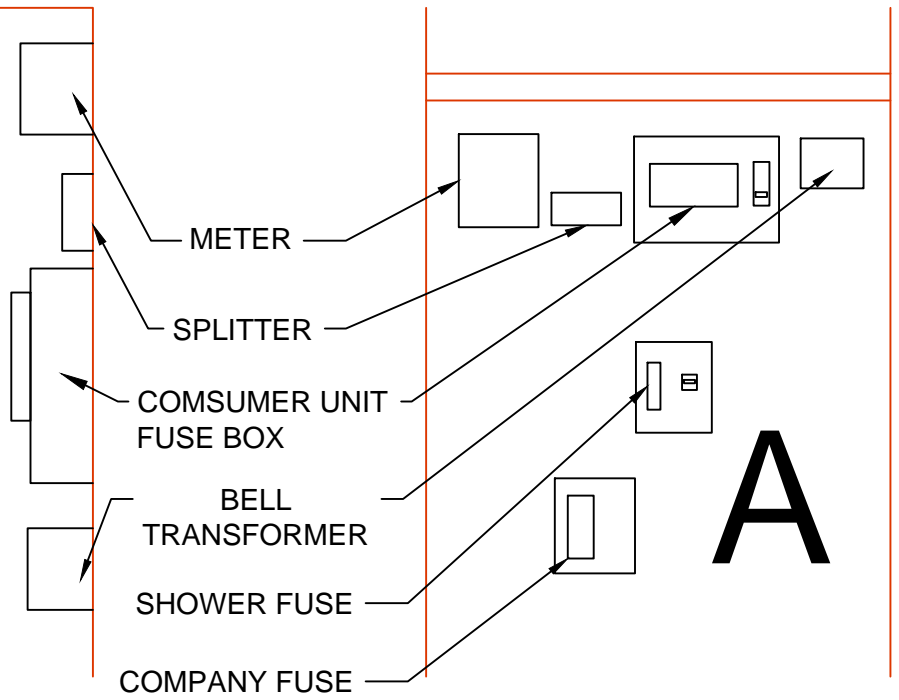 METER
SPLITTER
COMSUMER UNIT
FUSE BOX
BELL
TRANSFORMER
SHOWER FUSE
COMPANY FUSE
A